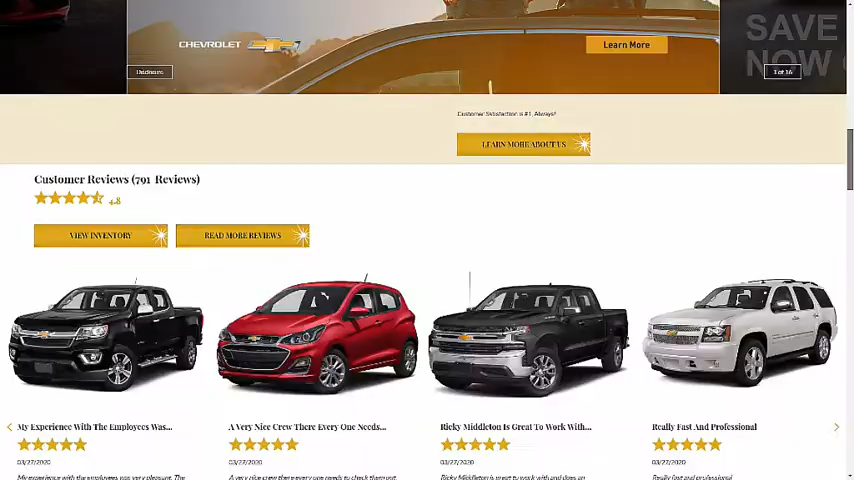 SAVE
NOW
CHEVROLET
Learn More
Disclosure
1 of 16
Customer Satisfaction is #1, Always!
LEARN MORE ABOUT US
Customer Reviews (791 Reviews)
4.8
VIEW INVENTORY
READ MORE REVIEWS
My Experience With The Employees Was...
A Very Nice Crew There Every One Needs...
Ricky Middleton Is Great To Work With...
Really Fast And Professional
03/27/2020
03/27/2020
03/27/2020
03/27/2020
My experience with the employees was very pleasant. The
A very nice crew there every one needs to check them out.
Ricky Middleton is great to work with and does an
Really fast and professional